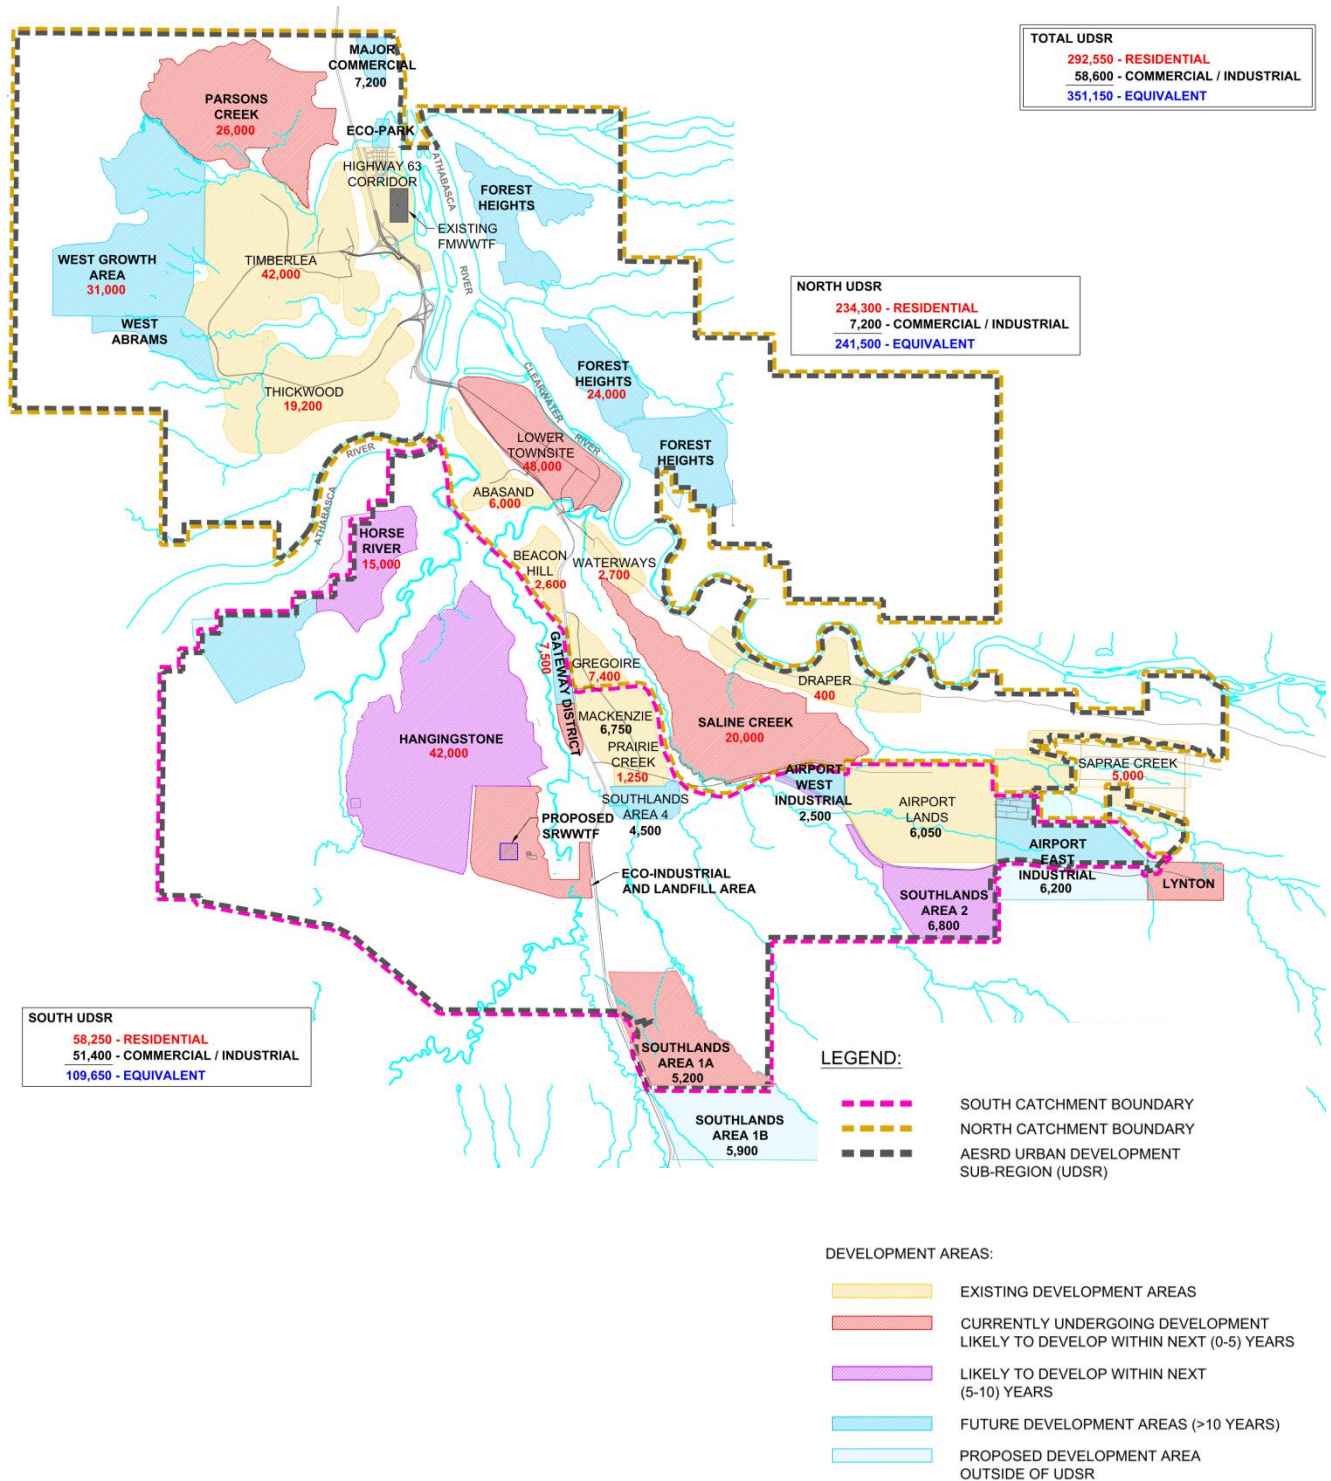 TOTAL UDSR
292,550 - RESIDENTIAL
58,600 - COMMERCIAL / INDUSTRIAL
351,150 - EQUIVALENT
MAJOR
COMMERCIAL
7,200
PARSONS
CREEK
26,000
ECO-PARK
HIGHWAY 63
CORRIDOR
ATHABASCA
RIVER
FOREST
HEIGHTS
EXISTING
FMWWTF
WEST GROWTH
AREA
31,000
TIMBERLEA
42,000
NORTH UDSR
234,300 - RESIDENTIAL
7,200 - COMMERCIAL / INDUSTRIAL
241,500 - EQUIVALENT
WEST
ABRAMS
THICKWOOD
19,200
FOREST
HEIGHTS
24,000
CLEARWATER
RIVER
LOWER
TOWNSITE
48,000
FOREST
HEIGHTS
ATHABASCA
RIVER
ABASAND
6,000
HORSE
RIVER
15,000
BEACON
HILL
2,600
WATERWAYS
2,700
GATEWAY DISTRICT
7,500
GREGOIRE
7,400
DRAPER
400
MACKENZIE
6,750
SALINE CREEK
20,000
HANGINGSTONE
42,000
PRAIRIE
CREEK
1,250
SAPRAE CREEK
5,000
AIRPORT
WEST
INDUSTRIAL
2,500
AIRPORT
LANDS
6,050
SOUTHLANDS
AREA 4
4,500
PROPOSED
SRWWTF
AIRPORT
EAST
INDUSTRIAL
6,200
LYNTON
ECO-INDUSTRIAL
AND LANDFILL AREA
SOUTHLANDS
AREA 2
6,800
SOUTH UDSR
58,250 - RESIDENTIAL
51,400 - COMMERCIAL / INDUSTRIAL
109,650 - EQUIVALENT
SOUTHLANDS
AREA 1A
5,200
SOUTHLANDS
AREA 1B
5,900
LEGEND:
SOUTH CATCHMENT BOUNDARY
NORTH CATCHMENT BOUNDARY
AESRD URBAN DEVELOPMENT
SUB-REGION (UDSR)
DEVELOPMENT AREAS:
EXISTING DEVELOPMENT AREAS
CURRENTLY UNDERGOING DEVELOPMENT
LIKELY TO DEVELOP WITHIN NEXT (0-5) YEARS
LIKELY TO DEVELOP WITHIN NEXT
(5-10) YEARS
FUTURE DEVELOPMENT AREAS (>10 YEARS)
PROPOSED DEVELOPMENT AREA
OUTSIDE OF UDSR